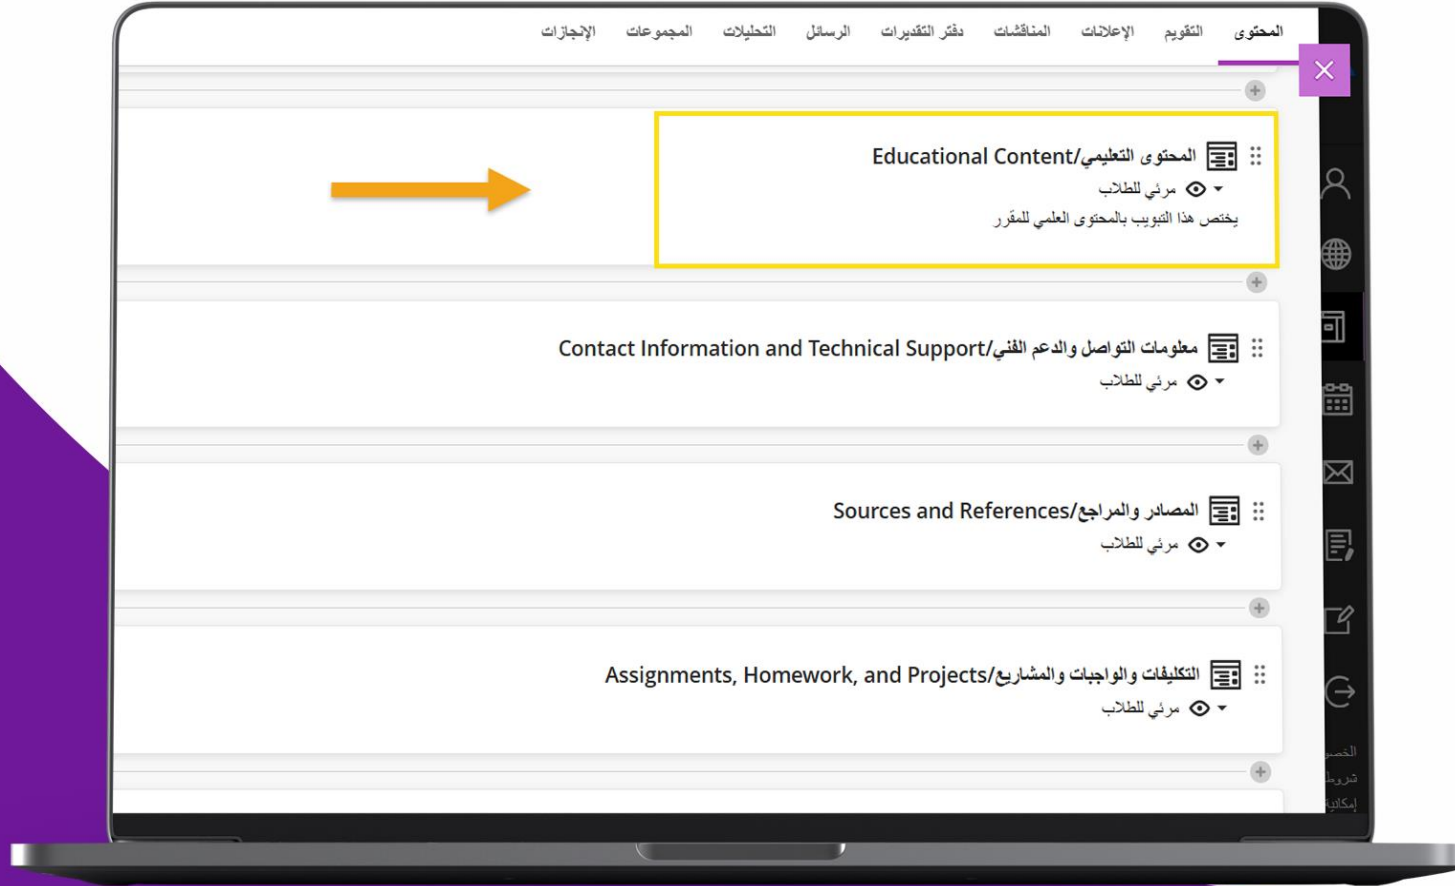 المحتوى التقويم الإعلانات المناقشات دفتر التقديرات الرسائل التحليلات المجموعات الإنجازات
المحتوى التعليمي/Educational Content
مرئي للطلاب
يختص هذا التبويب بالمحتوى العلمي للمقرر
معلومات التواصل والدعم الفني/Contact Information and Technical Support
مرئي للطلاب
المصادر والمراجع/Sources and References
مرئي للطلاب
التكليفات والواجبات والمشاريع/Assignments, Homework, and Projects
مرئي للطلاب
شروط
إمكانية